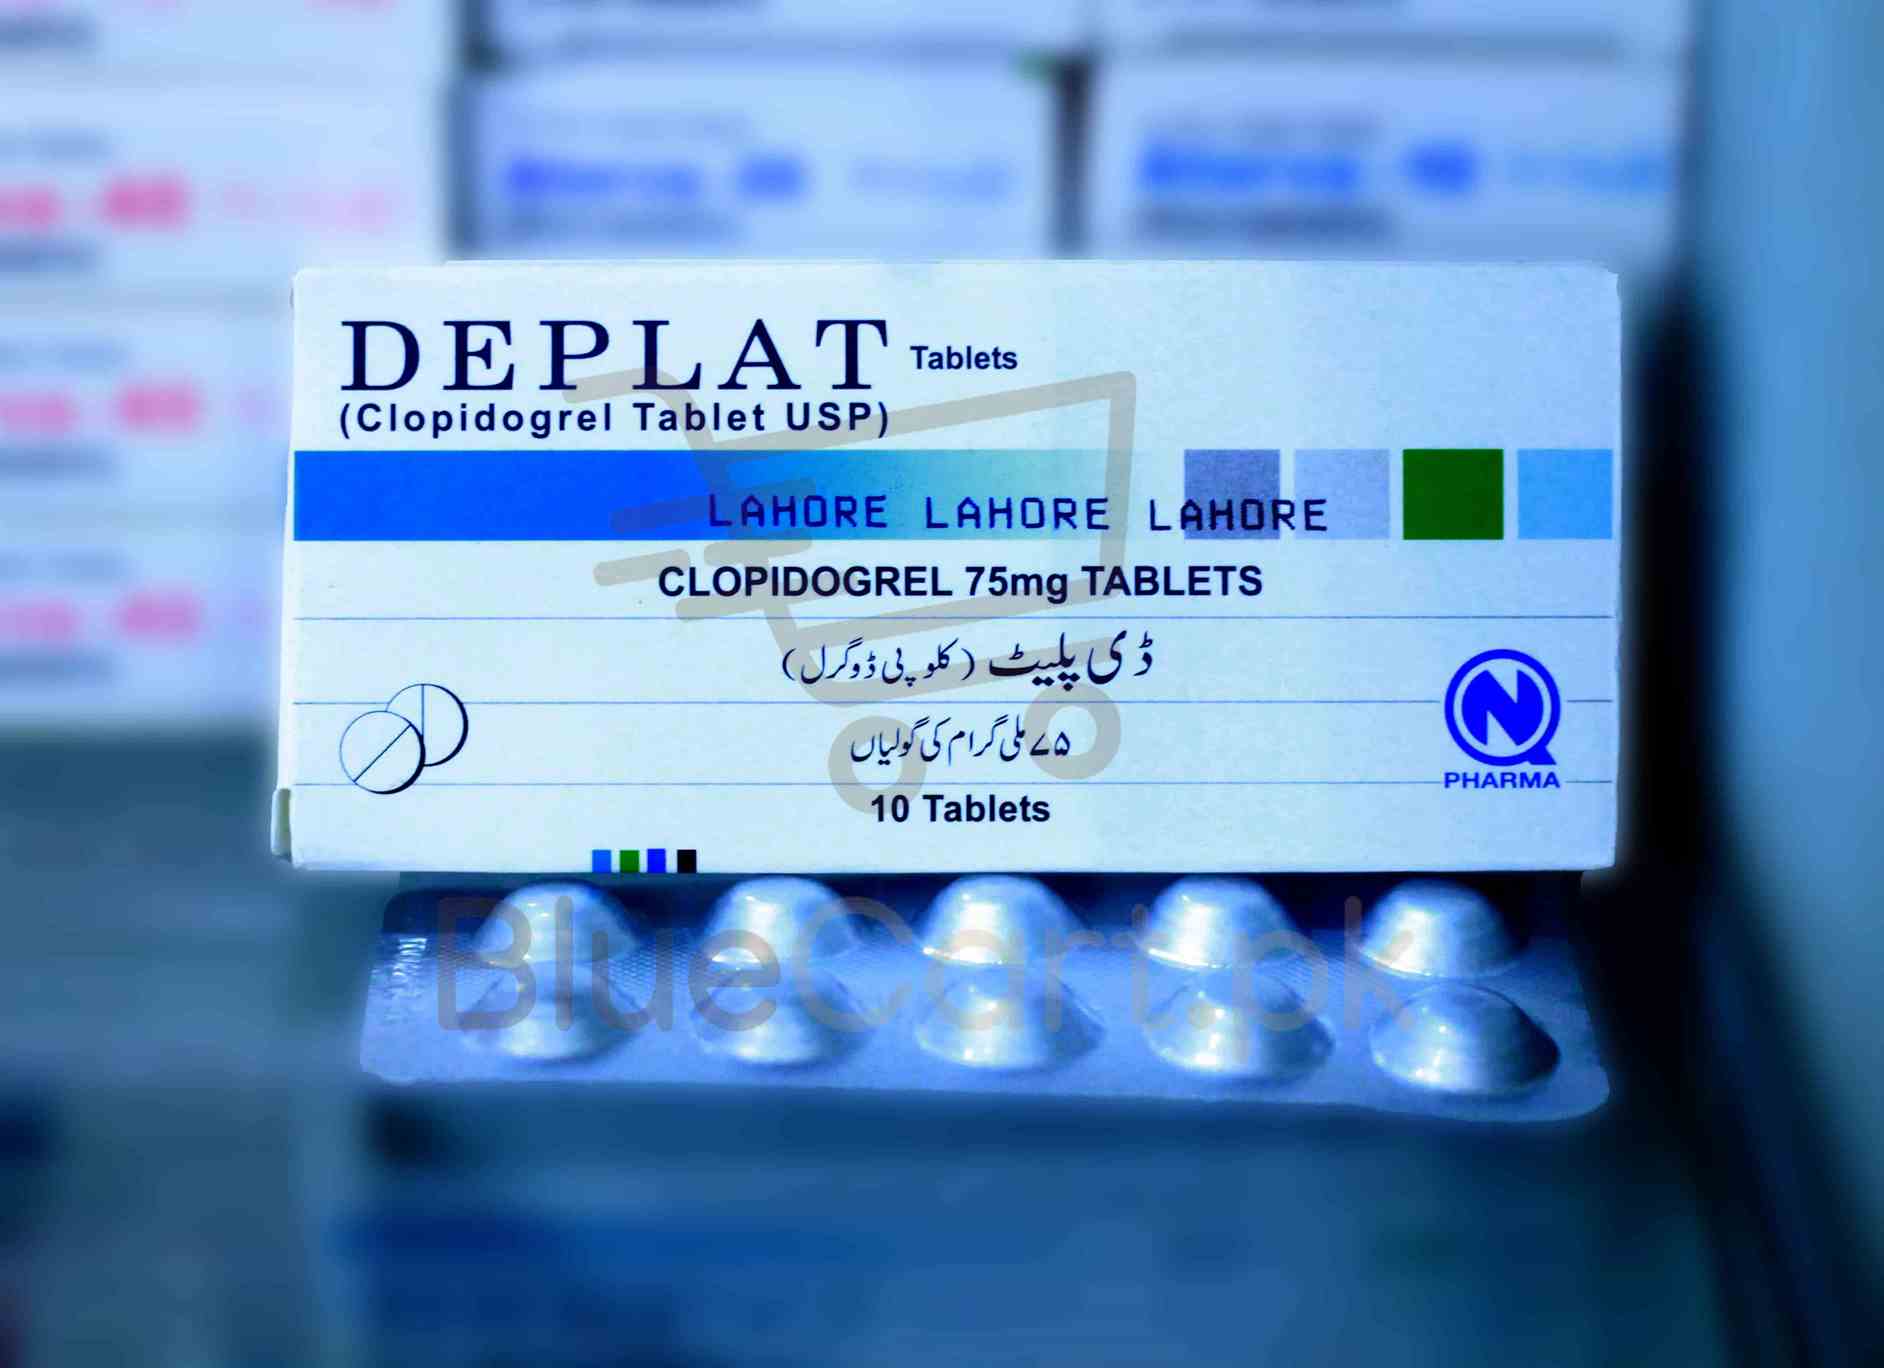 DEPLAT Tablets
(Clopidogrel Tablet USP)
LAHORE LAHORE LAHORE
CLOPIDOGREL 75mg TABLETS
ڈی پلیٹ (کلوپی ڈوگرل)
۷۵ ملی گرام کی گولیاں
PHARMA
10 Tablets
BlueCart.pk